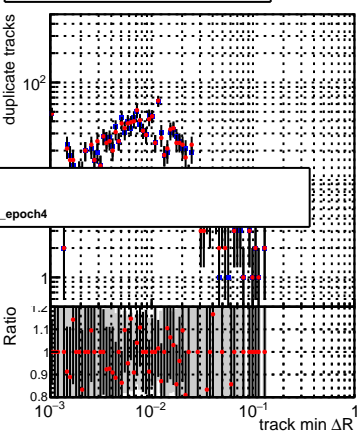 duplicate tracks
10²
_epoch4
1
Ratio
1.2
1.1
1
0.9
0.8
10⁻³
10⁻²
10⁻¹
1
track min ΔR